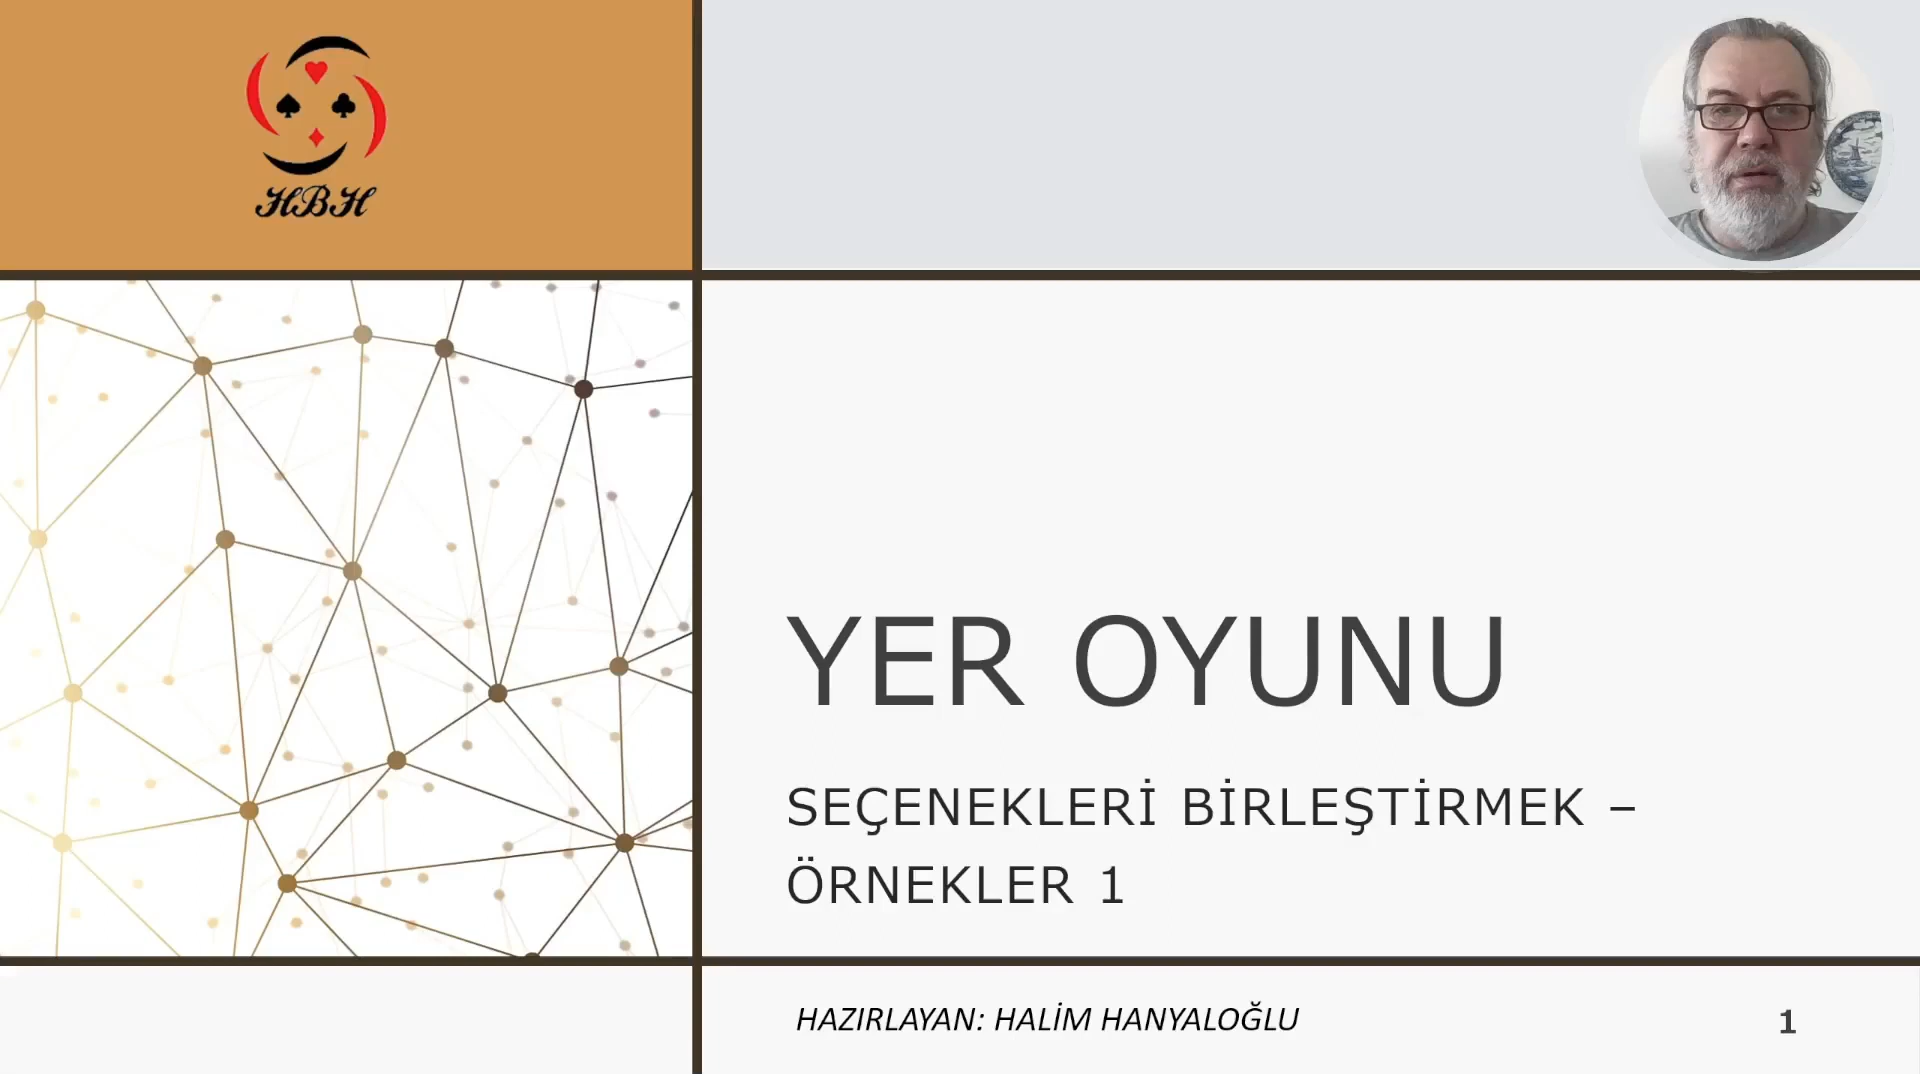 HBH
YER OYUNU
SEÇENEKLERİ BİRLEŞTİRMEK –
ÖRNEKLER 1
HAZIRLAYAN: HALİM HANYALOĞLU
1